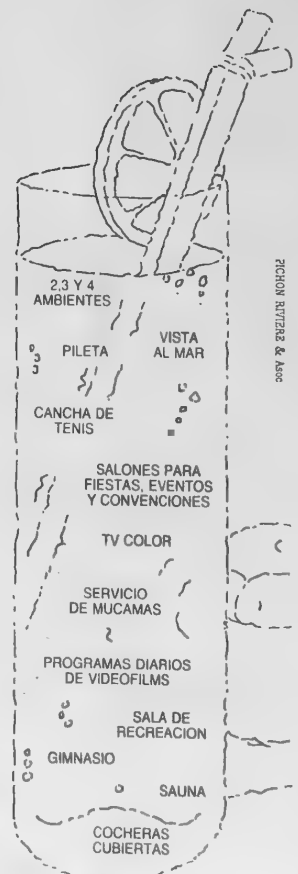 2,3 Y 4
AMBIENTES
PILETA
VISTA
AL MAR
CANCHA DE
TENIS
SALONES PARA
FIESTAS, EVENTOS
Y CONVENCIONES
TV COLOR
SERVICIO
DE MUCAMAS
PROGRAMAS DIARIOS
DE VIDEOFILMS
SALA DE
RECREACION
GIMNASIO
SAUNA
COCHERAS
CUBIERTAS
PICHON RIVIERE & Asoc